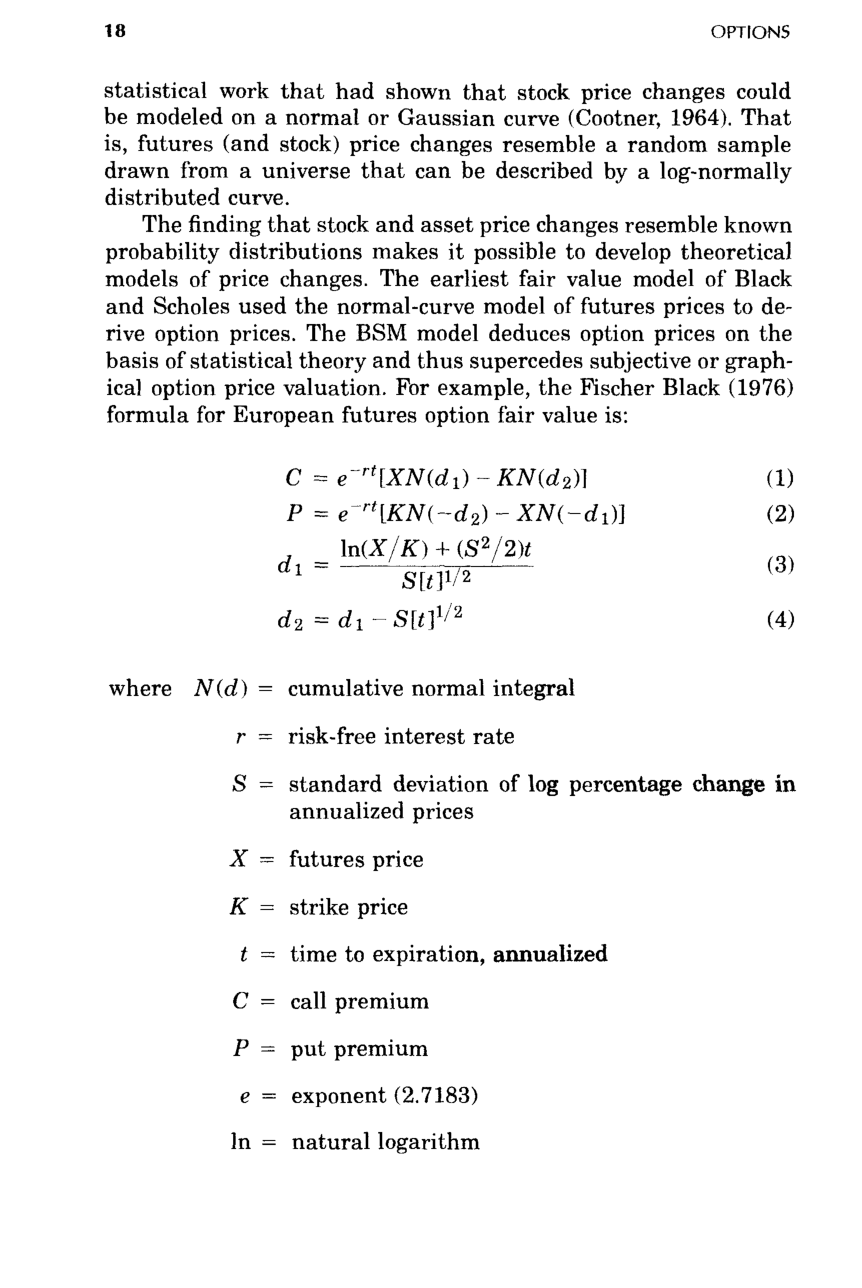 18 OPTIONS
statistical work that had shown that stock price changes could
be modeled on a normal or Gaussian curve (Cootner, 1964). That
is, futures (and stock) price changes resemble a random sample
drawn from a universe that can be described by a log-normally
distributed curve.
The finding that stock and asset price changes resemble known
probability distributions makes it possible to develop theoretical
models of price changes. The earliest fair value model of Black
and Scholes used the normal-curve model of futures prices to de-
rive option prices. The BSM model deduces option prices on the
basis of statistical theory and thus supercedes subjective or graph-
ical option price valuation. For example, the Fischer Black (1976)
formula for European futures option fair value is:
C = e^{-rt}[XN(d_1) - KN(d_2)] (1)
P = e^{-rt}[KN(-d_2) - XN(-d_1)] (2)
d_1 = \frac{ln(X/K) + (S^2/2)t}{S[t]^{1/2}} (3)
d_2 = d_1 - S[t]^{1/2} (4)
where N(d) = cumulative normal integral
r = risk-free interest rate
S = standard deviation of log percentage change in
annualized prices
X = futures price
K = strike price
t = time to expiration, annualized
C = call premium
P = put premium
e = exponent (2.7183)
ln = natural logarithm